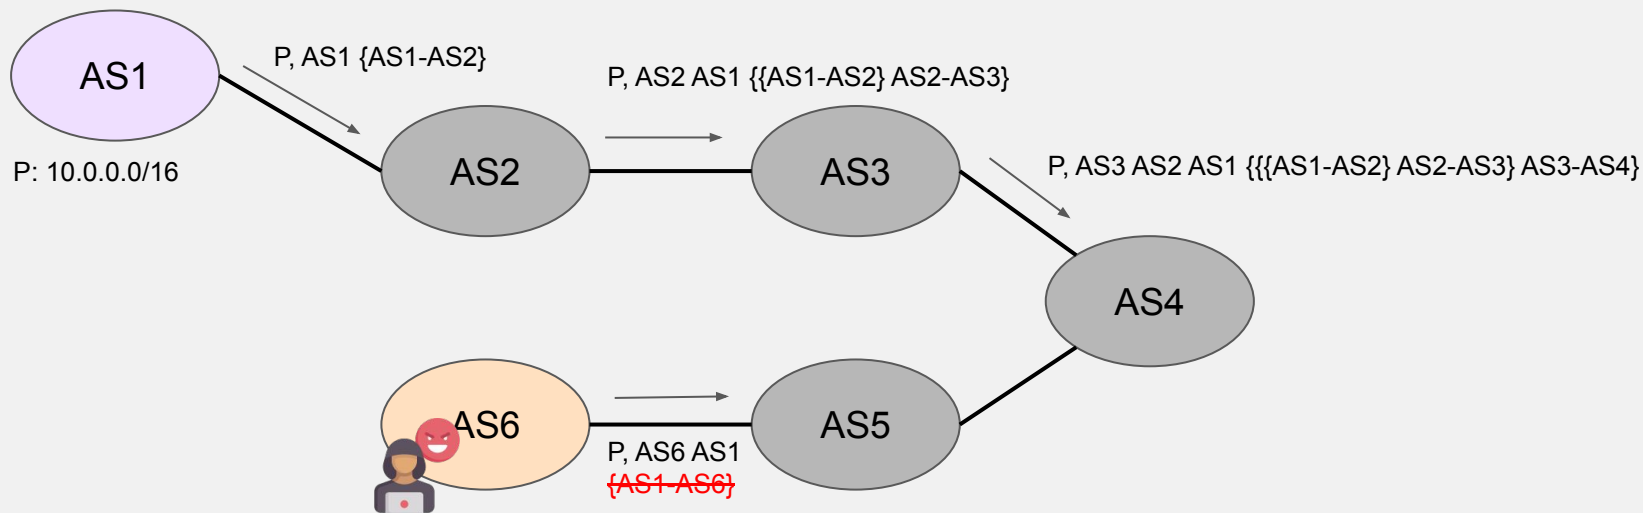 AS1
P, AS1 {AS1-AS2}
P, AS2 AS1 {{AS1-AS2} AS2-AS3}
P: 10.0.0.0/16
AS2
AS3
P, AS3 AS2 AS1 {{{AS1-AS2} AS2-AS3} AS3-AS4}
AS4
AS6
AS5
P, AS6 AS1
{AS1-AS6}